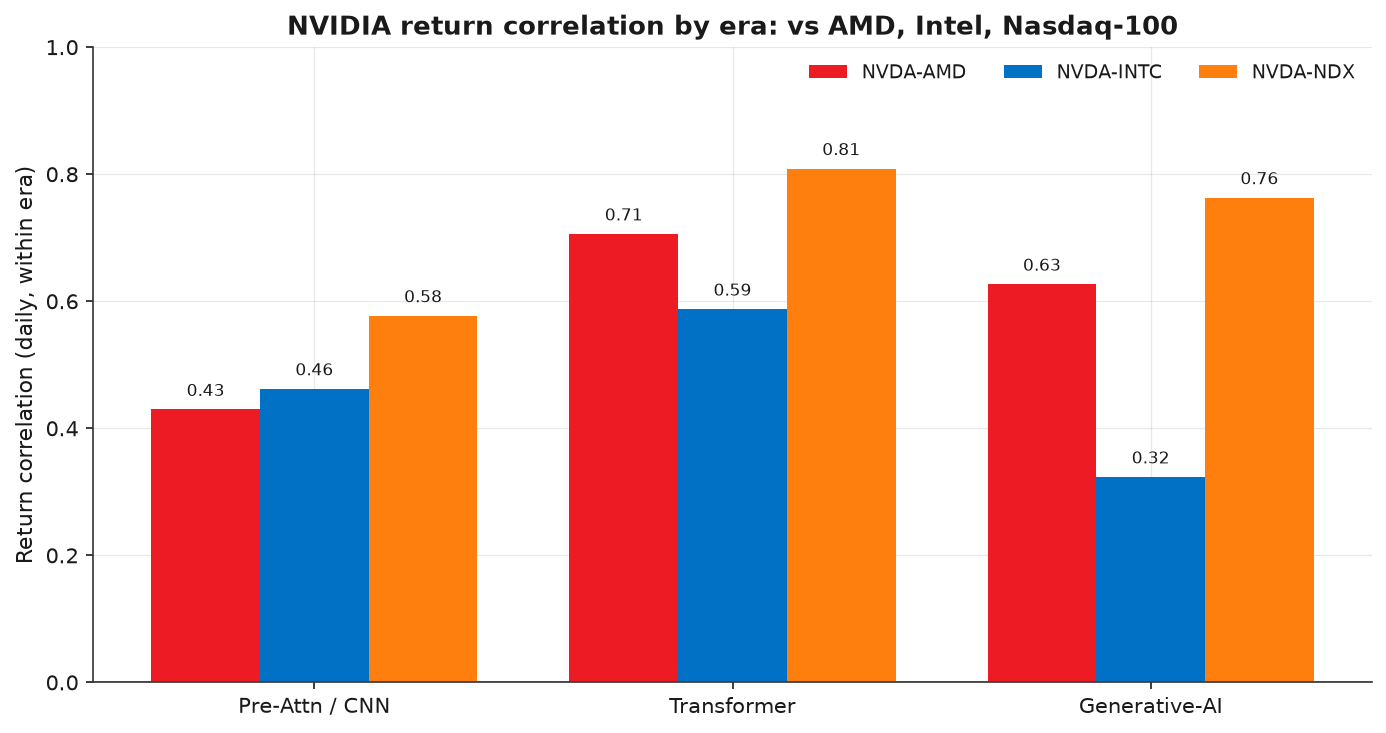 NVIDIA return correlation by era: vs AMD, Intel, Nasdaq-100
NVDA-AMD NVDA-INTC NVDA-NDX
Return correlation (daily, within era)
1.0
0.8
0.6
0.4
0.2
0.0
0.43
0.46
0.58
0.71
0.59
0.81
0.63
0.32
0.76
Pre-Attn / CNN
Transformer
Generative-AI